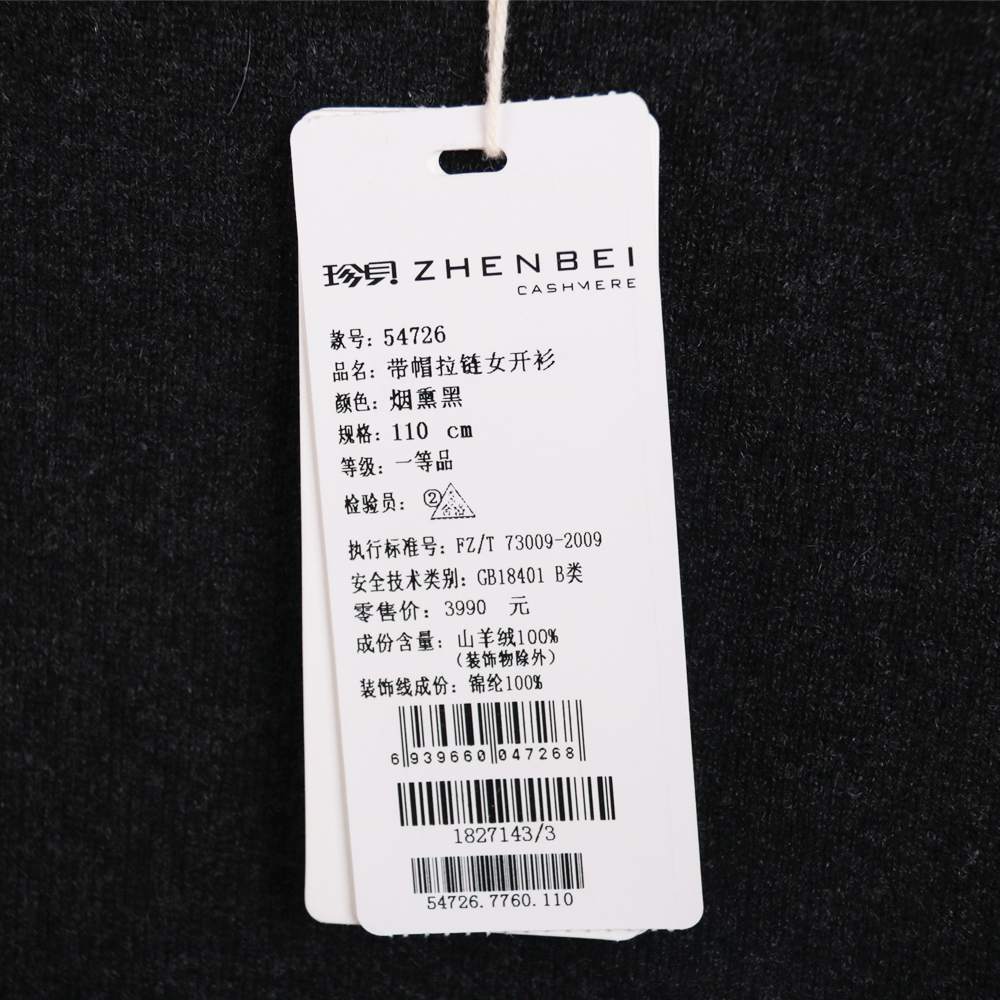 珍贝 ZHENBEI
CASHMERE
款号：54726
品名：带帽拉链女开衫
颜色：烟熏黑
规格：110 cm
等级：一等品
检验员：②
执行标准号：FZ/T 73009-2009
安全技术类别：GB18401 B类
零售价：3990 元
成份含量：山羊绒100%
（装饰物除外）
装饰线成份：锦纶100%
6 939660 047268
1827143/3
54726.7760.110